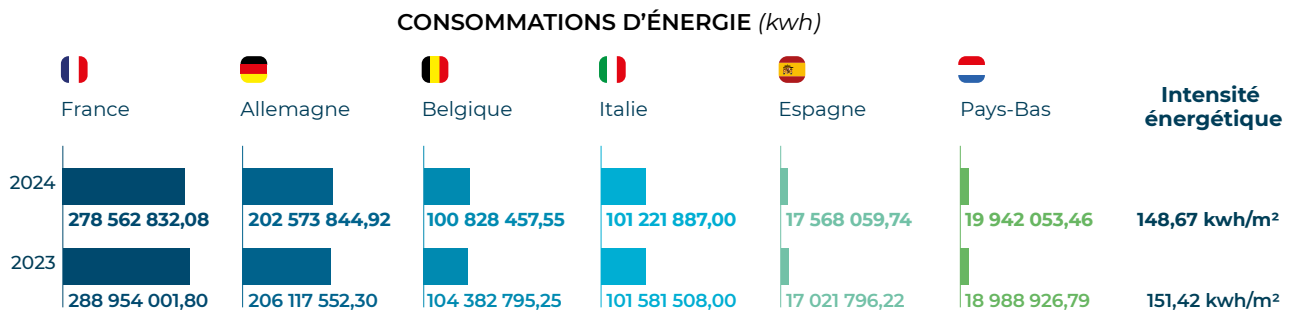 CONSOMMATIONS D’ÉNERGIE (kwh)
France Allemagne Belgique Italie Espagne Pays-Bas
Intensité
énergétique
2024
278 562 832,08 202 573 844,92 100 828 457,55 101 221 887,00 17 568 059,74 19 942 053,46 148,67 kwh/m²
2023
288 954 001,80 206 117 552,30 104 382 795,25 101 581 508,00 17 021 796,22 18 988 926,79 151,42 kwh/m²